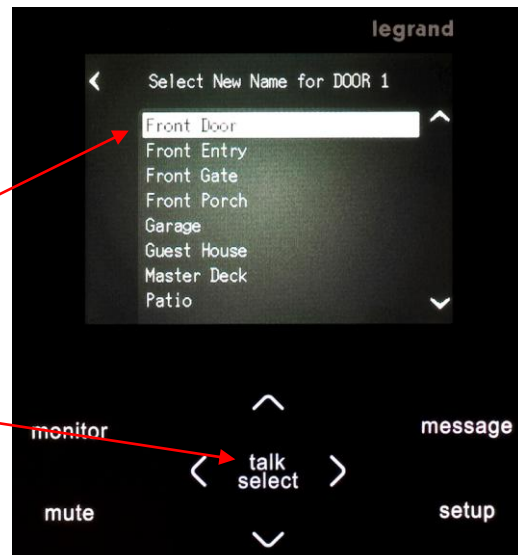 legrand
Select New Name for DOOR 1
Front Door
Front Entry
Front Gate
Front Porch
Garage
Guest House
Master Deck
Patio
monitor
message
talk
select
mute
setup